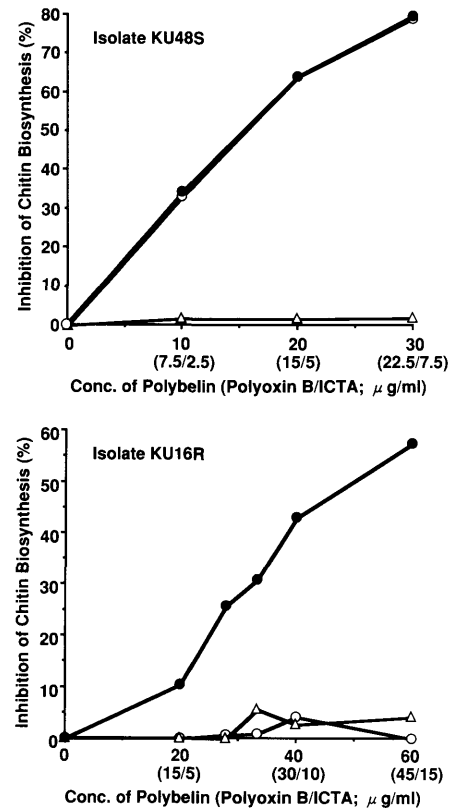 80
70
60
50
40
30
20
10
0
Inhibition of Chitin Biosynthesis (%)
Isolate KU48S
0 10 20 30
(7.5/2.5) (15/5) (22.5/7.5)
Conc. of Polybelin (Polyoxin B/ICTA; μ g/ml)
60
50
40
30
20
10
0
Inhibition of Chitin Biosynthesis (%)
Isolate KU16R
0 20 40 60
(15/5) (30/10) (45/15)
Conc. of Polybelin (Polyoxin B/ICTA; μ g/ml)